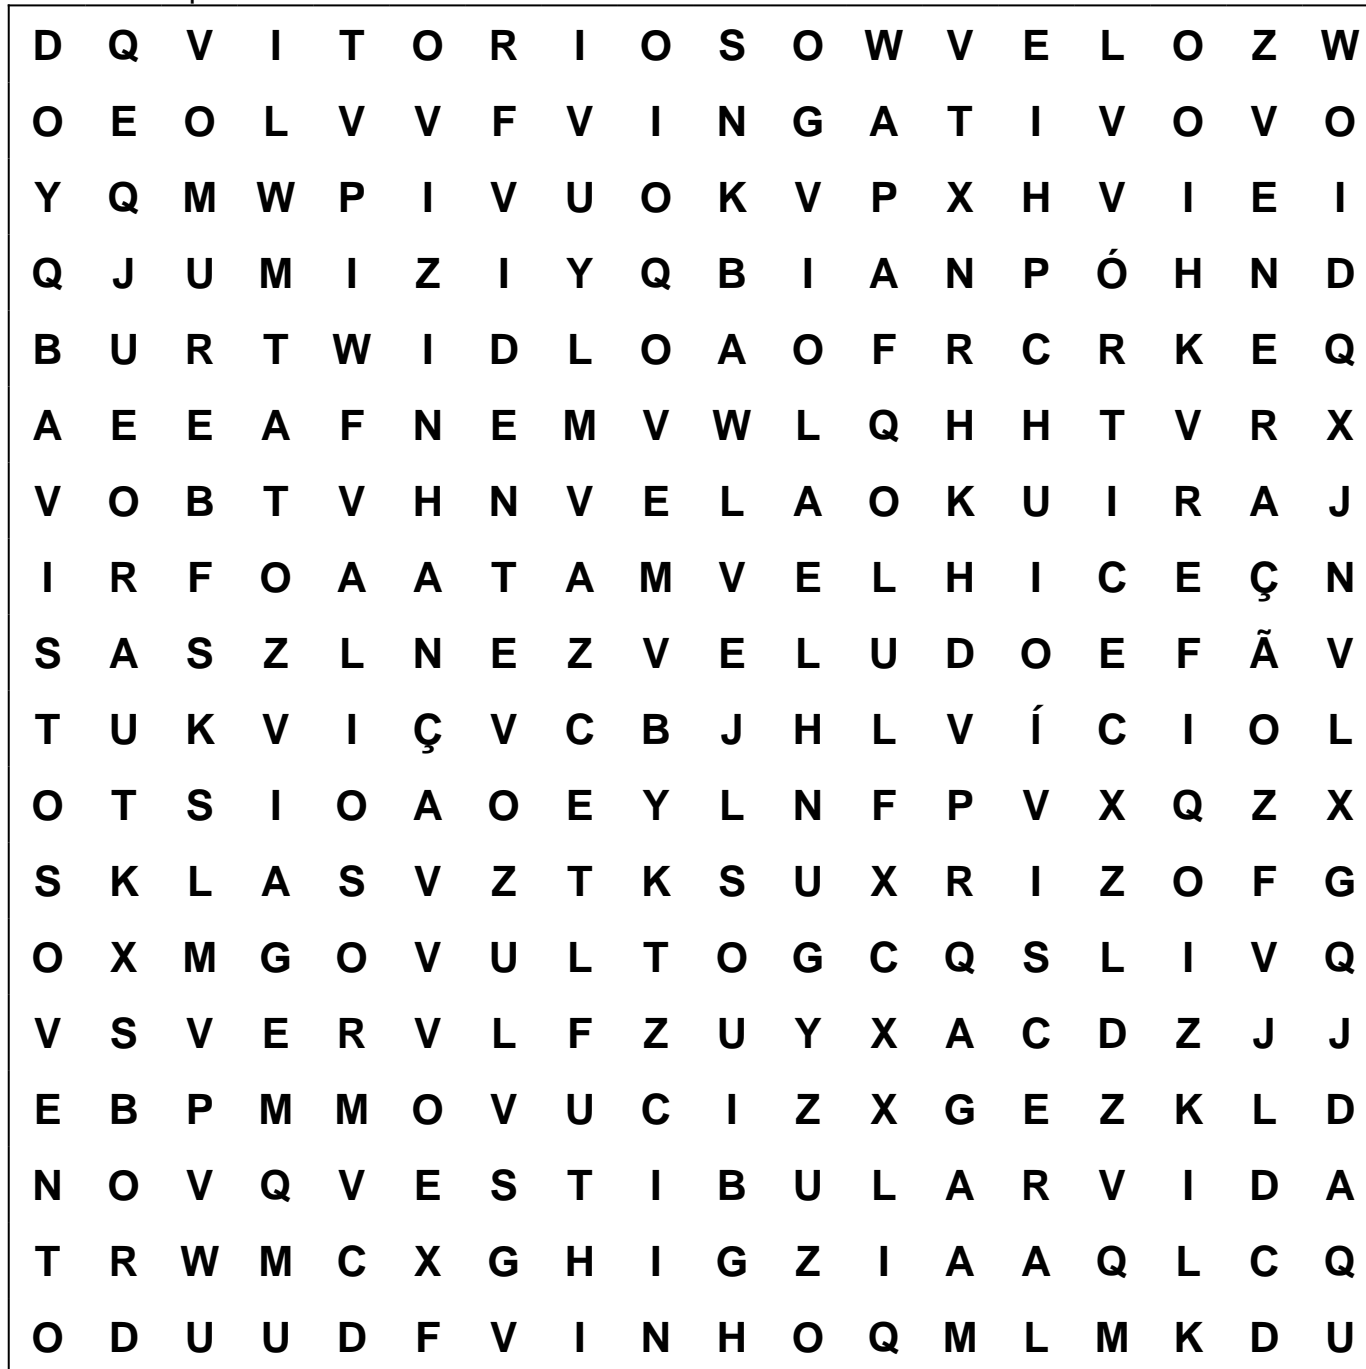 D Q V I T O R I O S O W V E L O Z W
O E O L V V F V I N G A T I V O V O
Y Q M W P I V U O K V P X H V I E I
Q J U M I Z I Y Q B I A N P Ó H N D
B U R T W I D L O A O F R C R K E Q
A E E A F N E M V W L Q H H T V R X
V O B T V H N V E L A O K U I R A J
I R F O A A T A M V E L H I C E Ç N
S A S Z L N E Z V E L U D O E F Ã V
T U K V I Ç V C B J H L V Í C I O L
O T S I O A O E Y L N F P V X Q Z X
S K L A S V Z T K S U X R I Z O F G
O X M G O V U L T O G C Q S L I V Q
V S V E R V L F Z U Y X A C D Z J J
E B P M M O V U C I Z X G E Z K L D
N O V Q V E S T I B U L A R V I D A
T R W M C X G H I G Z I A A Q L C Q
O D U U D F V I N H O Q M L M K D U